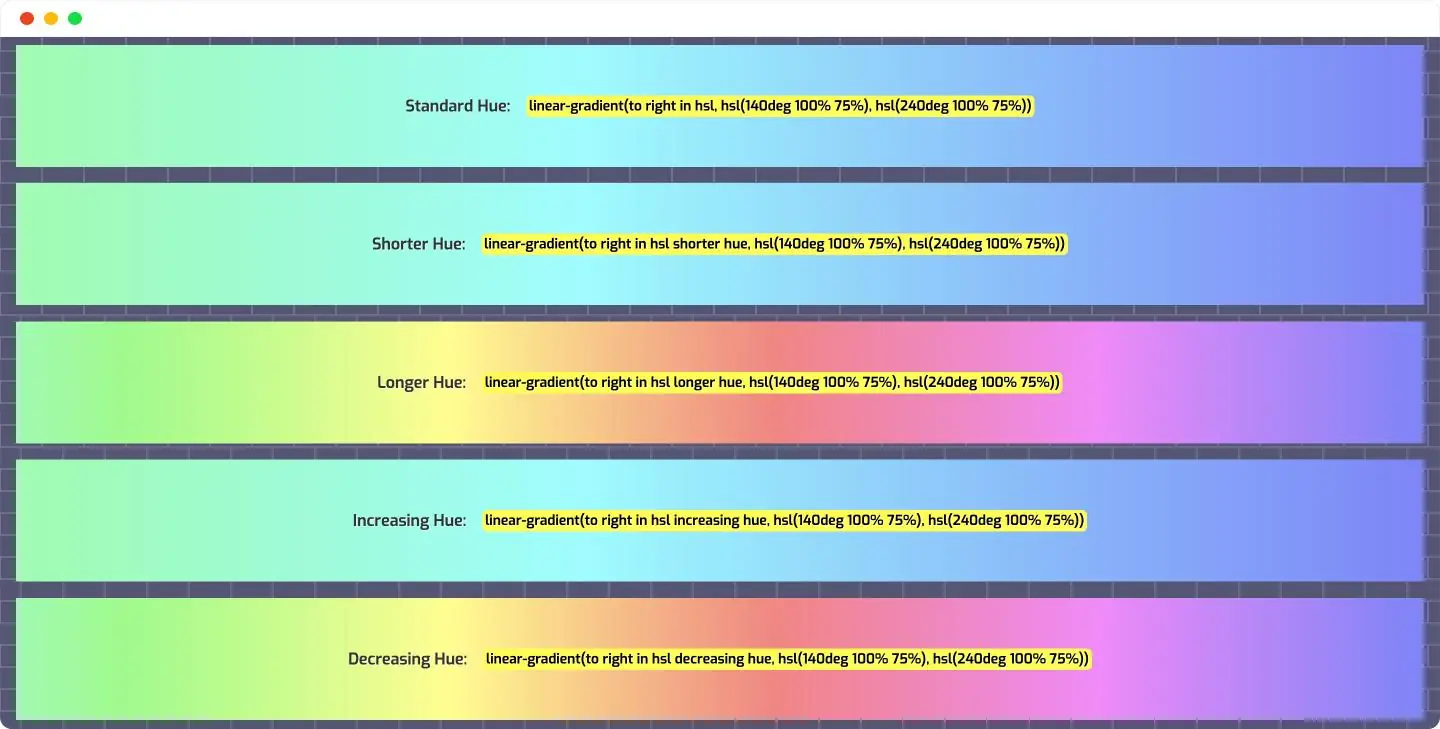 Standard Hue: linear-gradient(to right in hsl, hsl(140deg 100% 75%), hsl(240deg 100% 75%))
Shorter Hue: linear-gradient(to right in hsl shorter hue, hsl(140deg 100% 75%), hsl(240deg 100% 75%))
Longer Hue: linear-gradient(to right in hsl longer hue, hsl(140deg 100% 75%), hsl(240deg 100% 75%))
Increasing Hue: linear-gradient(to right in hsl increasing hue, hsl(140deg 100% 75%), hsl(240deg 100% 75%))
Decreasing Hue: linear-gradient(to right in hsl decreasing hue, hsl(140deg 100% 75%), hsl(240deg 100% 75%))